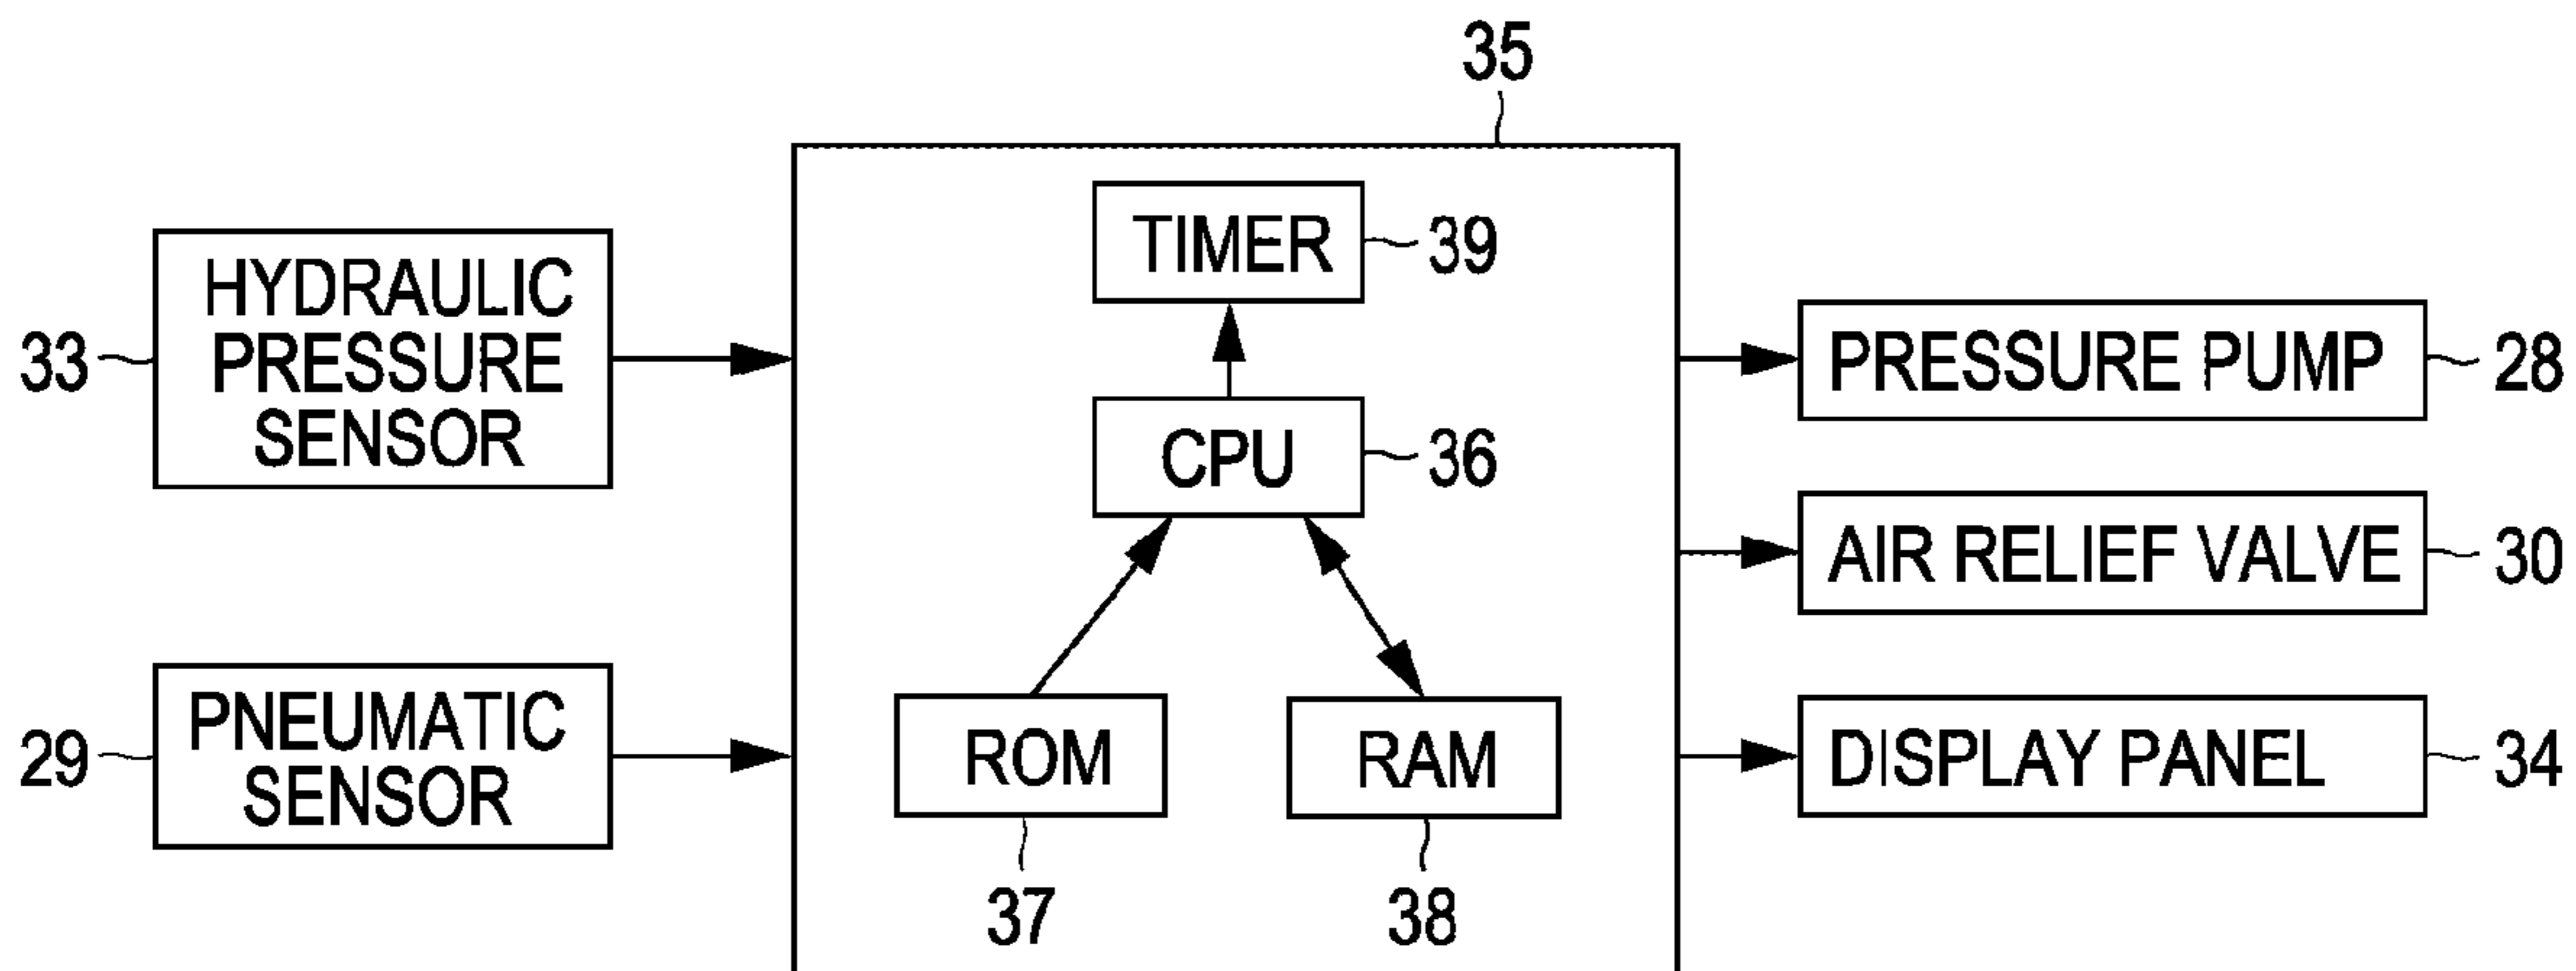 35
TIMER
39
HYDRAULIC
PRESSURE
SENSOR
33
PRESSURE PUMP
28
CPU
36
AIR RELIEF VALVE
30
PNEUMATIC
SENSOR
29
ROM
RAM
DISPLAY PANEL
34
37
38